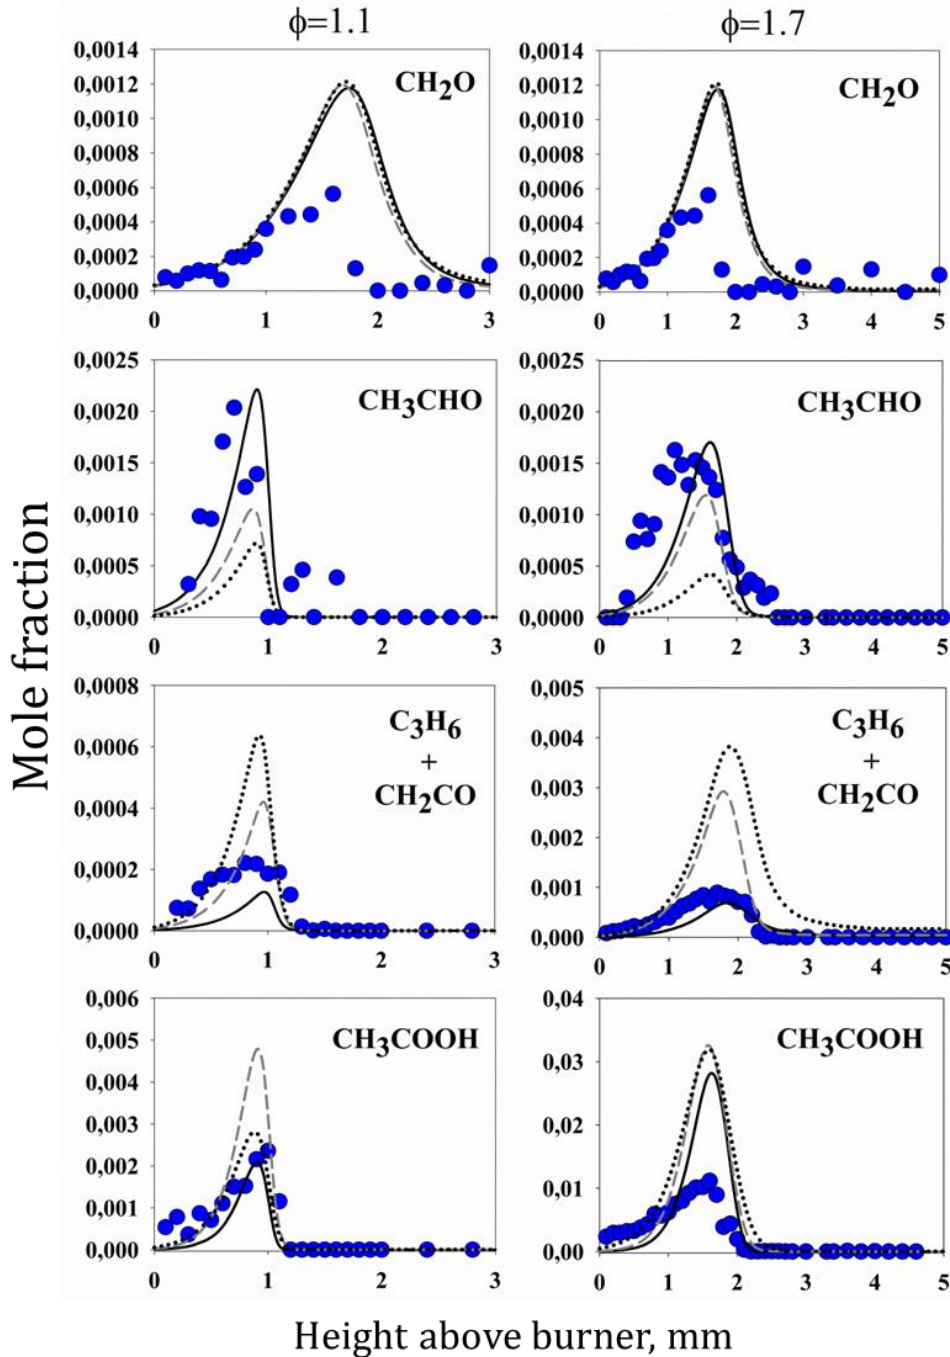 ϕ=1.1
ϕ=1.7
Mole fraction
0,0014
0,0012
0,0010
0,0008
0,0006
0,0004
0,0002
0,0000
CH2O
0 1 2 3
0,0014
0,0012
0,0010
0,0008
0,0006
0,0004
0,0002
0,0000
CH2O
0 1 2 3 4 5
0,0025
0,0020
0,0015
0,0010
0,0005
0,0000
CH3CHO
0 1 2 3
0,0025
0,0020
0,0015
0,0010
0,0005
0,0000
CH3CHO
0 1 2 3 4 5
0,0008
0,0006
0,0004
0,0002
0,0000
C3H6
+
CH2CO
0 1 2 3
0,005
0,004
0,003
0,002
0,001
0,000
C3H6
+
CH2CO
0 1 2 3 4 5
0,006
0,005
0,004
0,003
0,002
0,001
0,000
CH3COOH
0 1 2 3
0,04
0,03
0,02
0,01
0,00
CH3COOH
0 1 2 3 4 5
Height above burner, mm